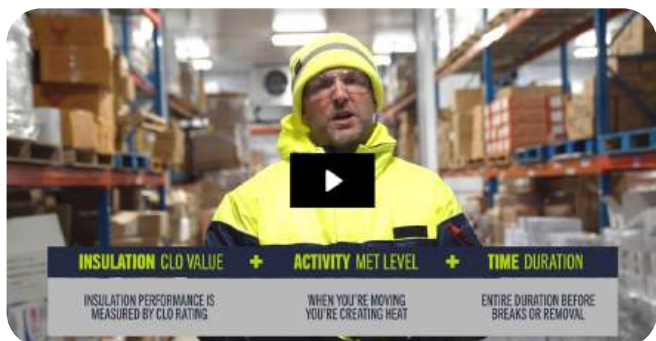 INSULATION CLO VALUE + ACTIVITY MET LEVEL + TIME DURATION
INSULATION PERFORMANCE IS
MEASURED BY CLO RATING
WHEN YOU'RE MOVING
YOU'RE CREATING HEAT
ENTIRE DURATION BEFORE
BREAKS OR REMOVAL